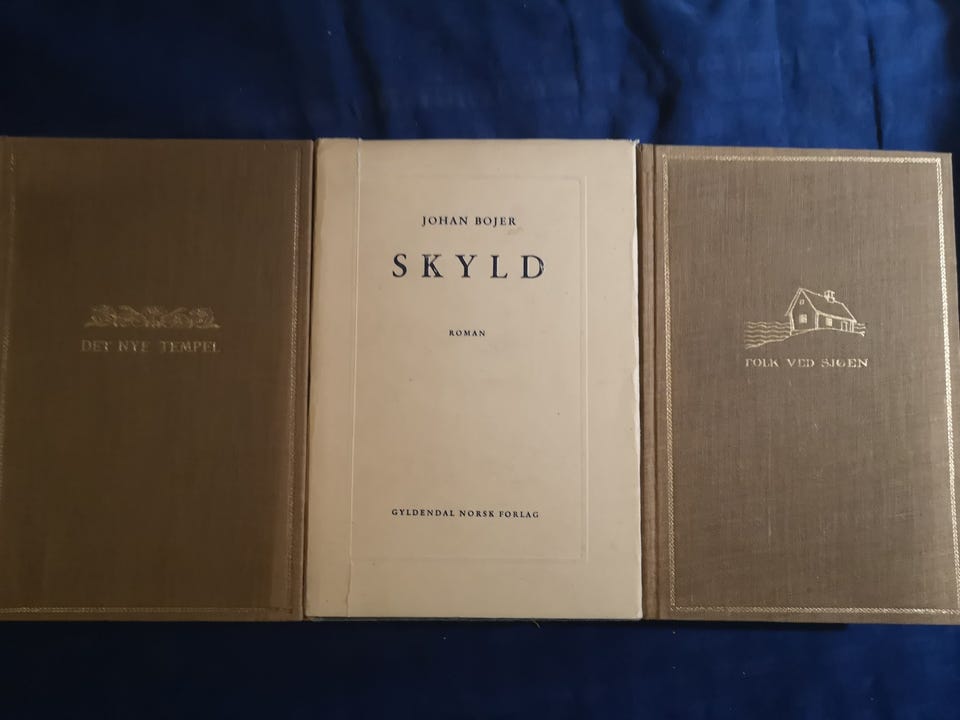 DET NYE TEMPEL
JOHAN BOJER
SKYLD
ROMAN
GYLDENDAL NORSK FORLAG
FOLK VED SJØEN